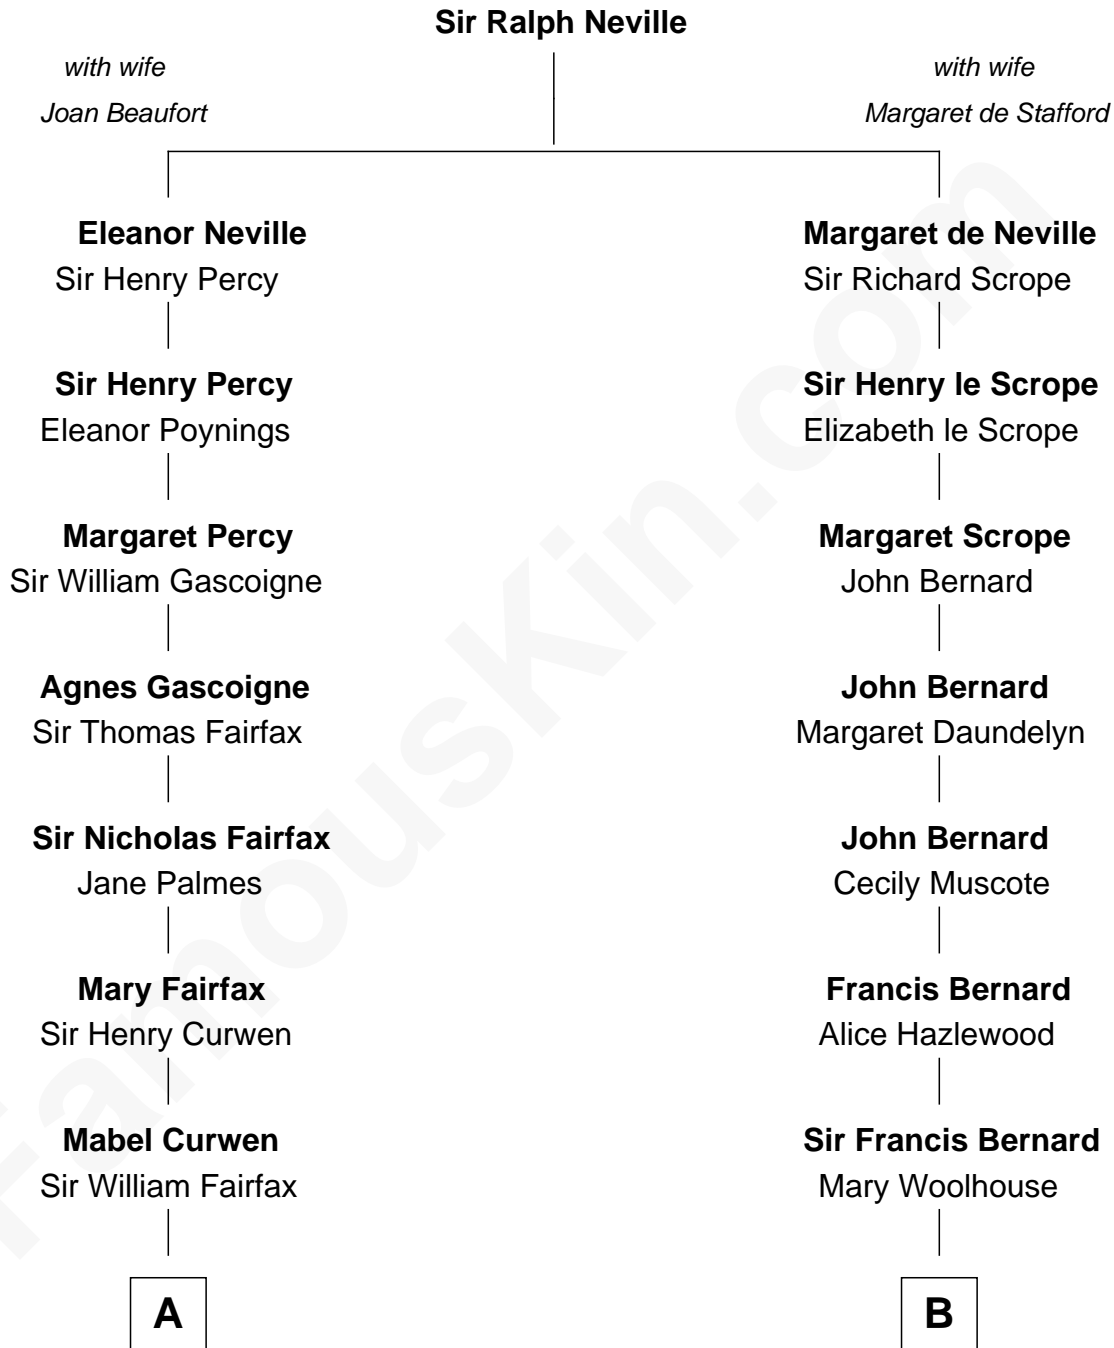 Sir Ralph Neville
with wife
Joan Beaufort
with wife
Margaret de Stafford
Eleanor Neville
Sir Henry Percy
Margaret de Neville
Sir Richard Scrope
Sir Henry Percy
Eleanor Poynings
Sir Henry le Scrope
Elizabeth le Scrope
Margaret Percy
Sir William Gascoigne
Margaret Scrope
John Bernard
Agnes Gascoigne
Sir Thomas Fairfax
John Bernard
Margaret Daundelyn
Sir Nicholas Fairfax
Jane Palmes
John Bernard
Cecily Muscote
Mary Fairfax
Sir Henry Curwen
Francis Bernard
Alice Hazlewood
Mabel Curwen
Sir William Fairfax
Sir Francis Bernard
Mary Woolhouse
A
B
FamousKin.com